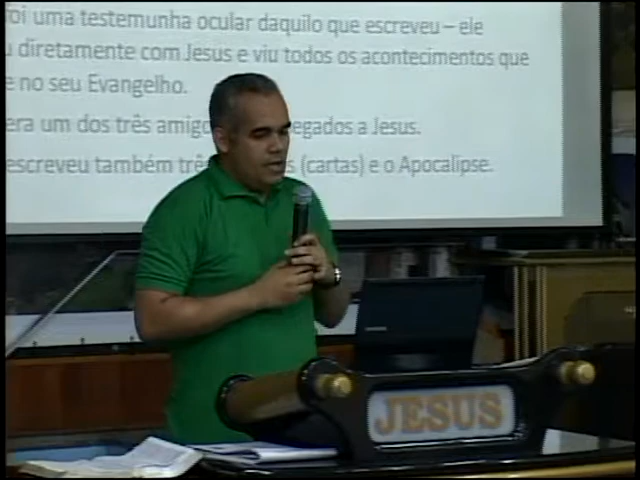 foi uma testemunha ocular daquilo que escreveu – ele
diretamente com Jesus e viu todos os acontecimentos que
no seu Evangelho.
era um dos três amigos chegados a Jesus.
escreveu também três (cartas) e o Apocalipse.
JESUS